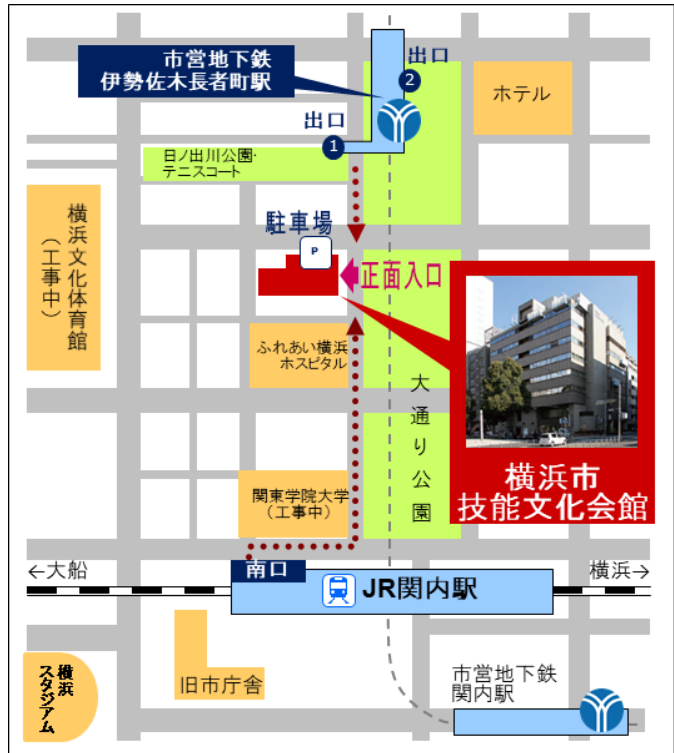 市営地下鉄
伊勢佐木長者町駅
出口
2
ホテル
出口
1
日ノ出川公園・
テニスコート
横浜文化体育館
（工事中）
駐車場
P
正面入口
ふれあい横浜
ホスピタル
大通り公園
横浜市
技能文化会館
関東学院大学
（工事中）
←大船
南口
横浜→
JR関内駅
横浜
スタジアム
旧市庁舎
市営地下鉄
関内駅